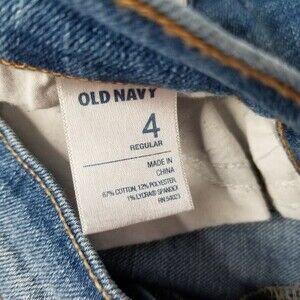 OLD NAVY
4
REGULAR
MADE IN
CHINA
87% COTTON, 12% POLYESTER
1% LYCRA® SPANDEX
RN 54023